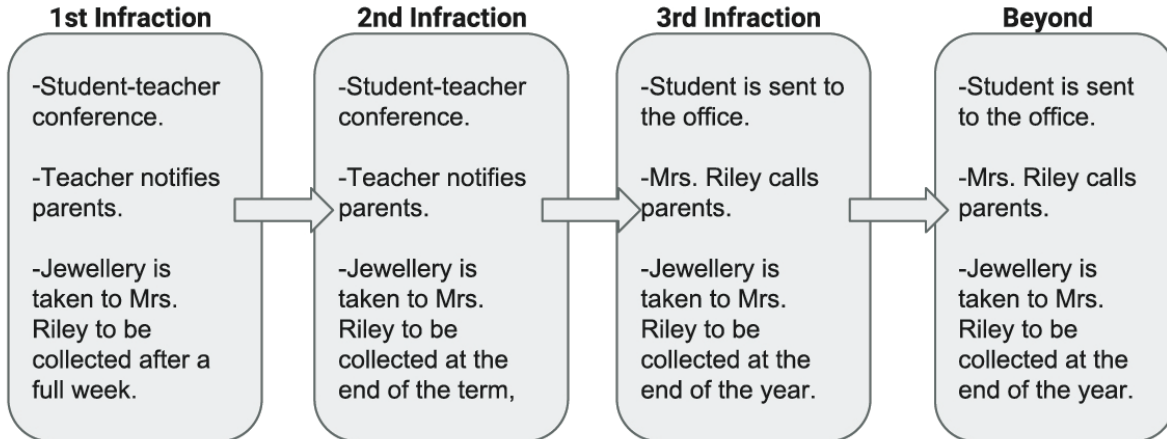 1st Infraction
-Student-teacher
conference.
-Teacher notifies
parents.
-Jewellery is
taken to Mrs.
Riley to be
collected after a
full week.
2nd Infraction
-Student-teacher
conference.
-Teacher notifies
parents.
-Jewellery is
taken to Mrs.
Riley to be
collected at the
end of the term,
3rd Infraction
-Student is sent to
the office.
-Mrs. Riley calls
parents.
-Jewellery is
taken to Mrs.
Riley to be
collected at the
end of the year.
Beyond
-Student is sent
to the office.
-Mrs. Riley calls
parents.
-Jewellery is
taken to Mrs.
Riley to be
collected at the
end of the year.